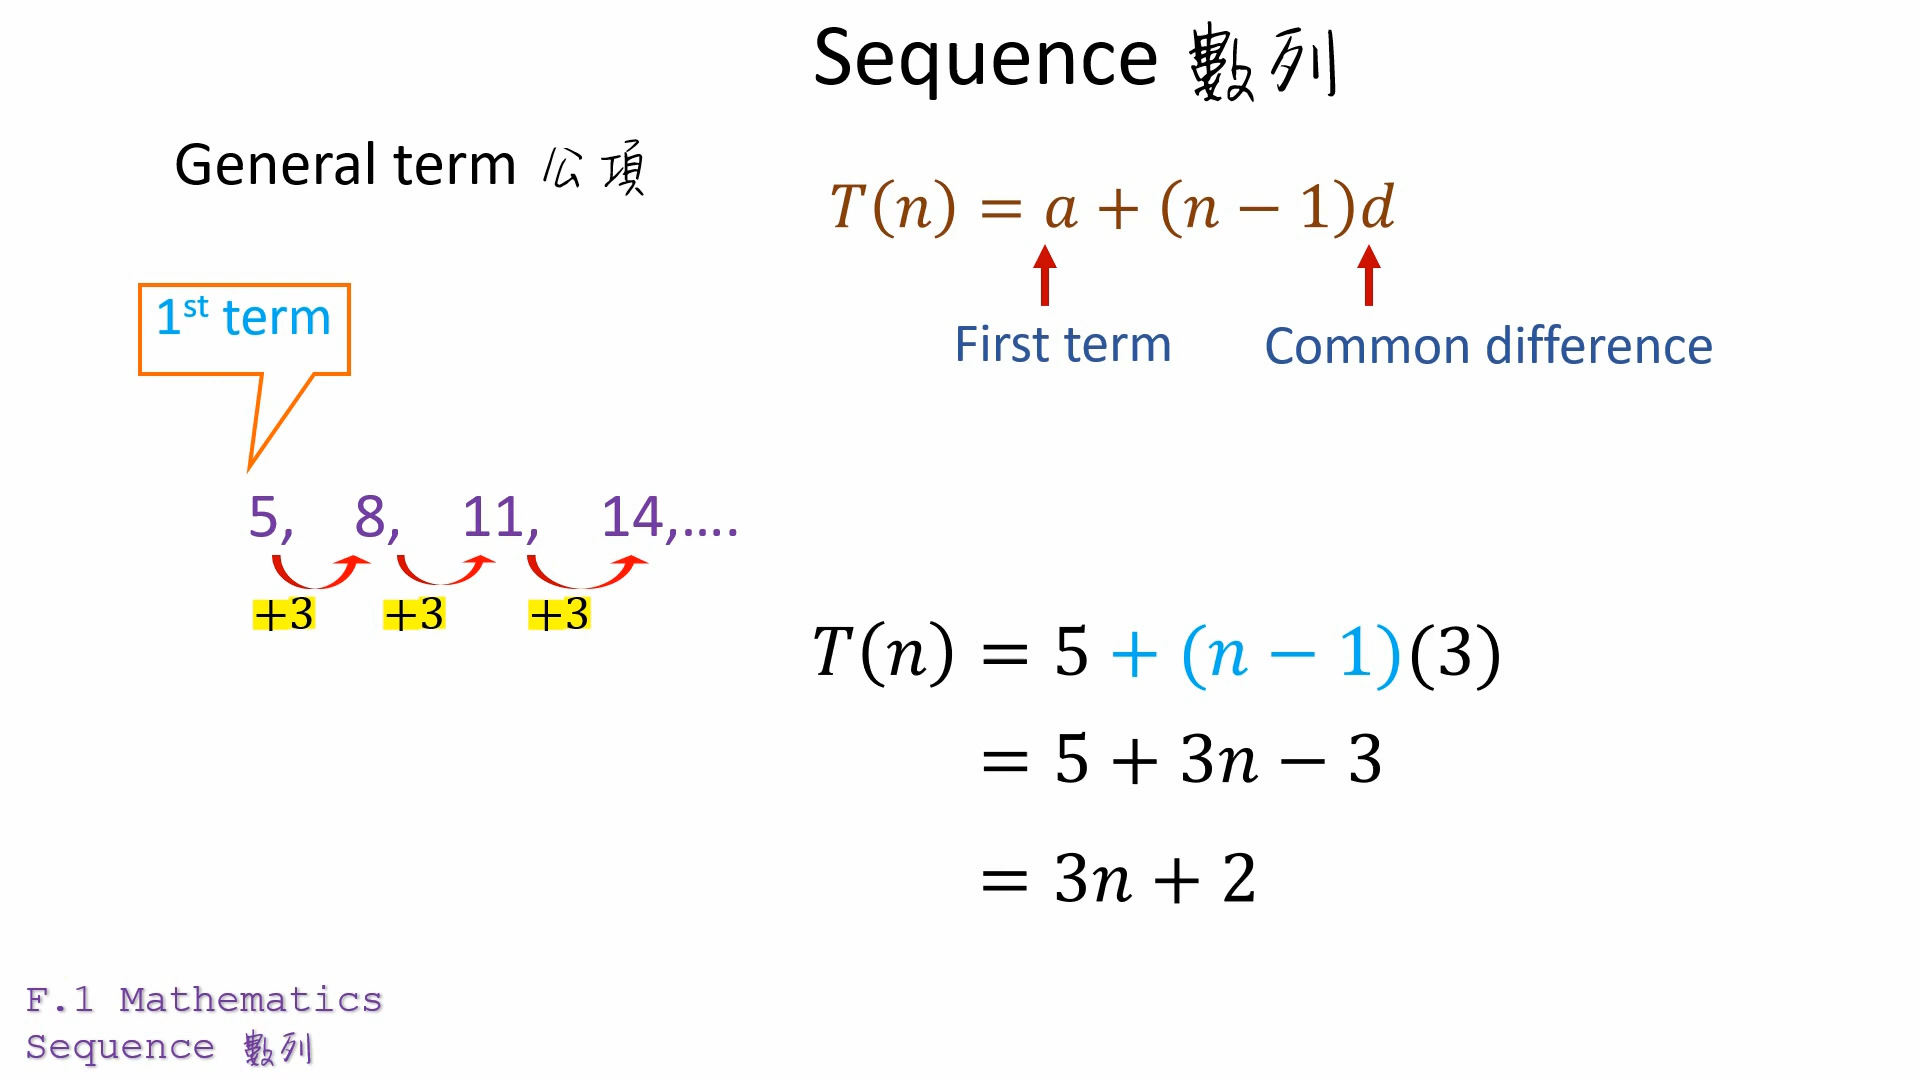 Sequence 數列
General term 公項
T(n) = a + (n − 1)d
First term
Common difference
1st term
5, 8, 11, 14,....
+3 +3 +3
T(n) = 5 + (n − 1)(3)
= 5 + 3n − 3
= 3n + 2
F.1 Mathematics
Sequence 數列